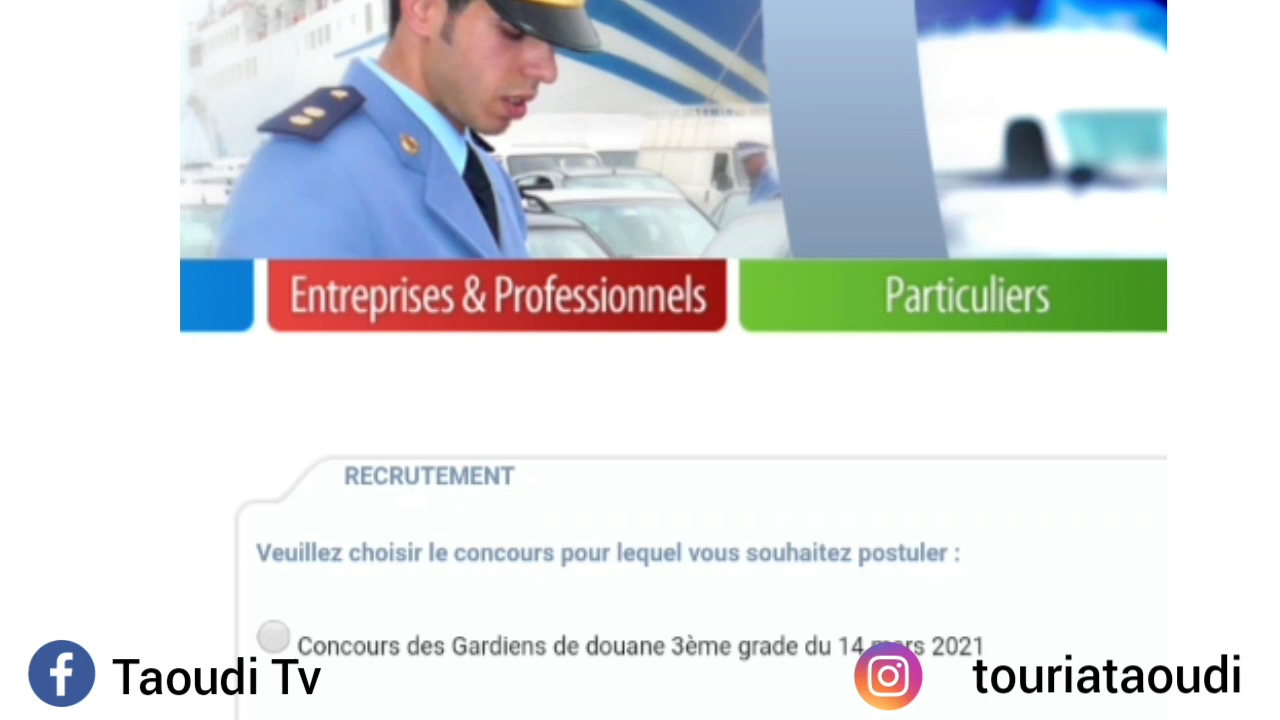 Entreprises & Professionnels
Particuliers
RECRUTEMENT
Veuillez choisir le concours pour lequel vous souhaitez postuler :
Concours des Gardiens de douane 3ème grade du 14 mars 2021
Taoudi Tv
touriataoudi